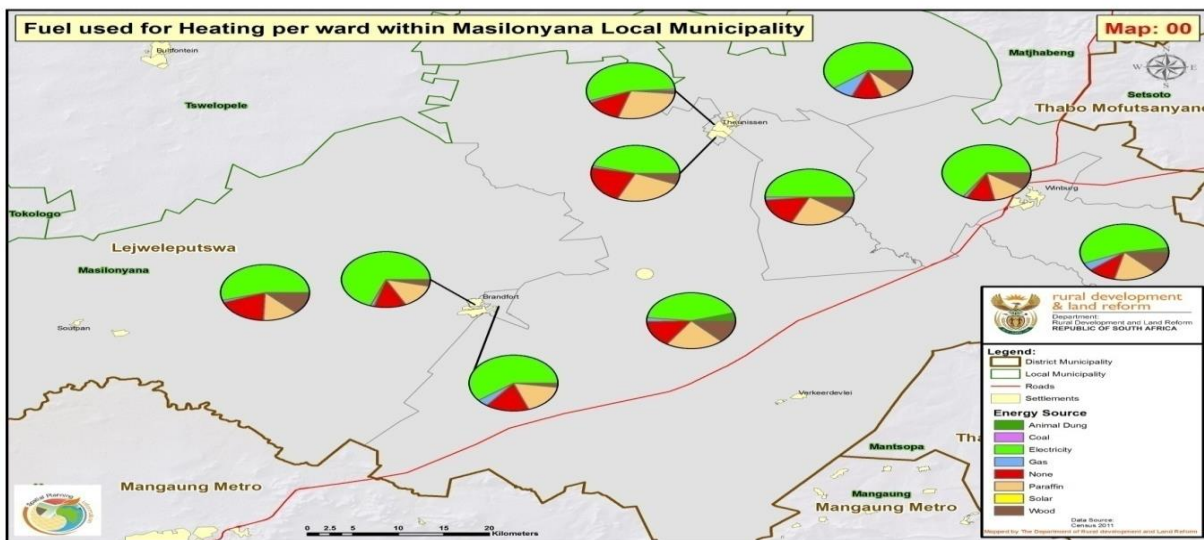 Fuel used for Heating per ward within Masilonyana Local Municipality
Map: 00
Bultfontein
Matjhabeng
N
W E
S
Setsoto
Thabo Mofutsanyane
Tswelopele
Theunissen
Winburg
Tokologo
Lejweleputswa
Masilonyana
Brandfort
Soutpan
Verkeerdevlei
Mantsopa
Tha
Mangaung
Mangaung Metro
Mangaung Metro
Spatial Planning
0 2.5 5 10 15 20
Kilometers
rural development
& land reform
Department:
Rural Development and Land Reform
REPUBLIC OF SOUTH AFRICA
Legend:
District Municipality
Local Municipality
Roads
Settlements
Energy Source
Animal Dung
Coal
Electricity
Gas
None
Paraffin
Solar
Wood
Data Source:
Census 2011
Mapped by The Department of Rural development and Land Reform